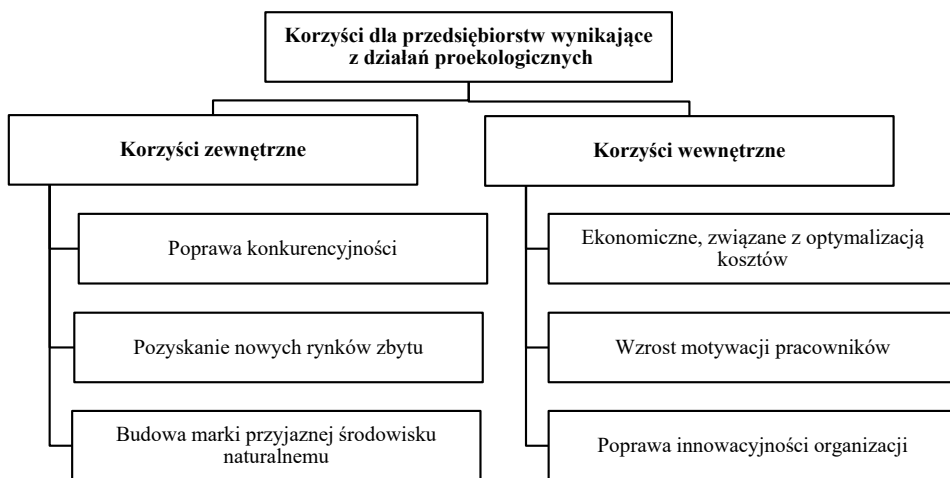 Korzyści dla przedsiębiorstw wynikające
z działań proekologicznych
Korzyści zewnętrzne
Poprawa konkurencyjności
Pozyskanie nowych rynków zbytu
Budowa marki przyjaznej środowisku
naturalnemu
Korzyści wewnętrzne
Ekonomiczne, związane z optymalizacją
kosztów
Wzrost motywacji pracowników
Poprawa innowacyjności organizacji